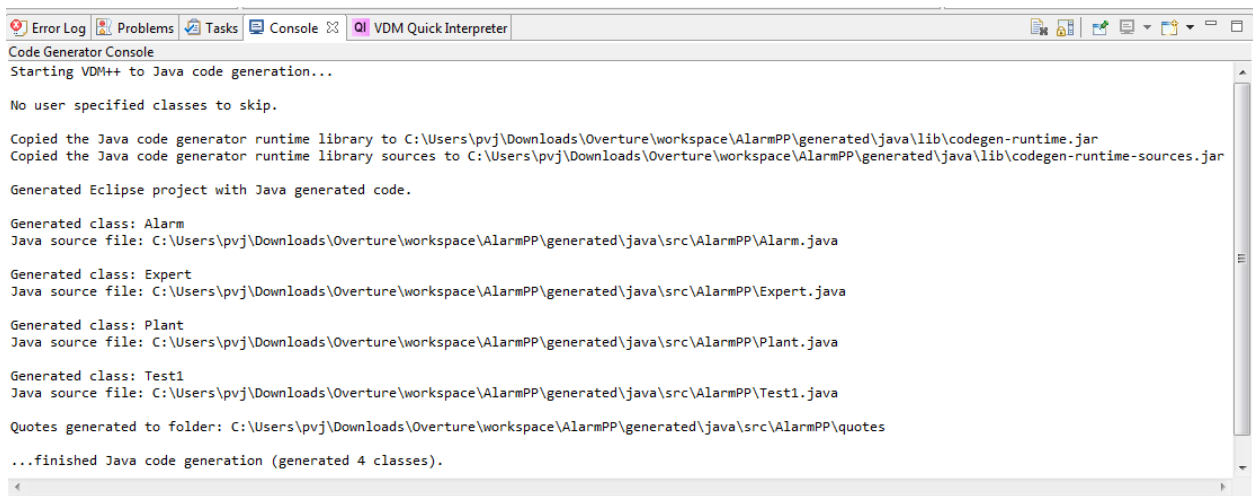 Error Log Problems Tasks Console QI VDM Quick Interpreter
Code Generator Console
Starting VDM++ to Java code generation...
No user specified classes to skip.
Copied the Java code generator runtime library to C:\Users\pvj\Downloads\Overture\workspace\AlarmPP\generated\java\lib\codegen-runtime.jar
Copied the Java code generator runtime library sources to C:\Users\pvj\Downloads\Overture\workspace\AlarmPP\generated\java\lib\codegen-runtime-sources.jar
Generated Eclipse project with Java generated code.
Generated class: Alarm
Java source file: C:\Users\pvj\Downloads\Overture\workspace\AlarmPP\generated\java\src\AlarmPP\Alarm.java
Generated class: Expert
Java source file: C:\Users\pvj\Downloads\Overture\workspace\AlarmPP\generated\java\src\AlarmPP\Expert.java
Generated class: Plant
Java source file: C:\Users\pvj\Downloads\Overture\workspace\AlarmPP\generated\java\src\AlarmPP\Plant.java
Generated class: Test1
Java source file: C:\Users\pvj\Downloads\Overture\workspace\AlarmPP\generated\java\src\AlarmPP\Test1.java
Quotes generated to folder: C:\Users\pvj\Downloads\Overture\workspace\AlarmPP\generated\java\src\AlarmPP\quotes
...finished Java code generation (generated 4 classes).